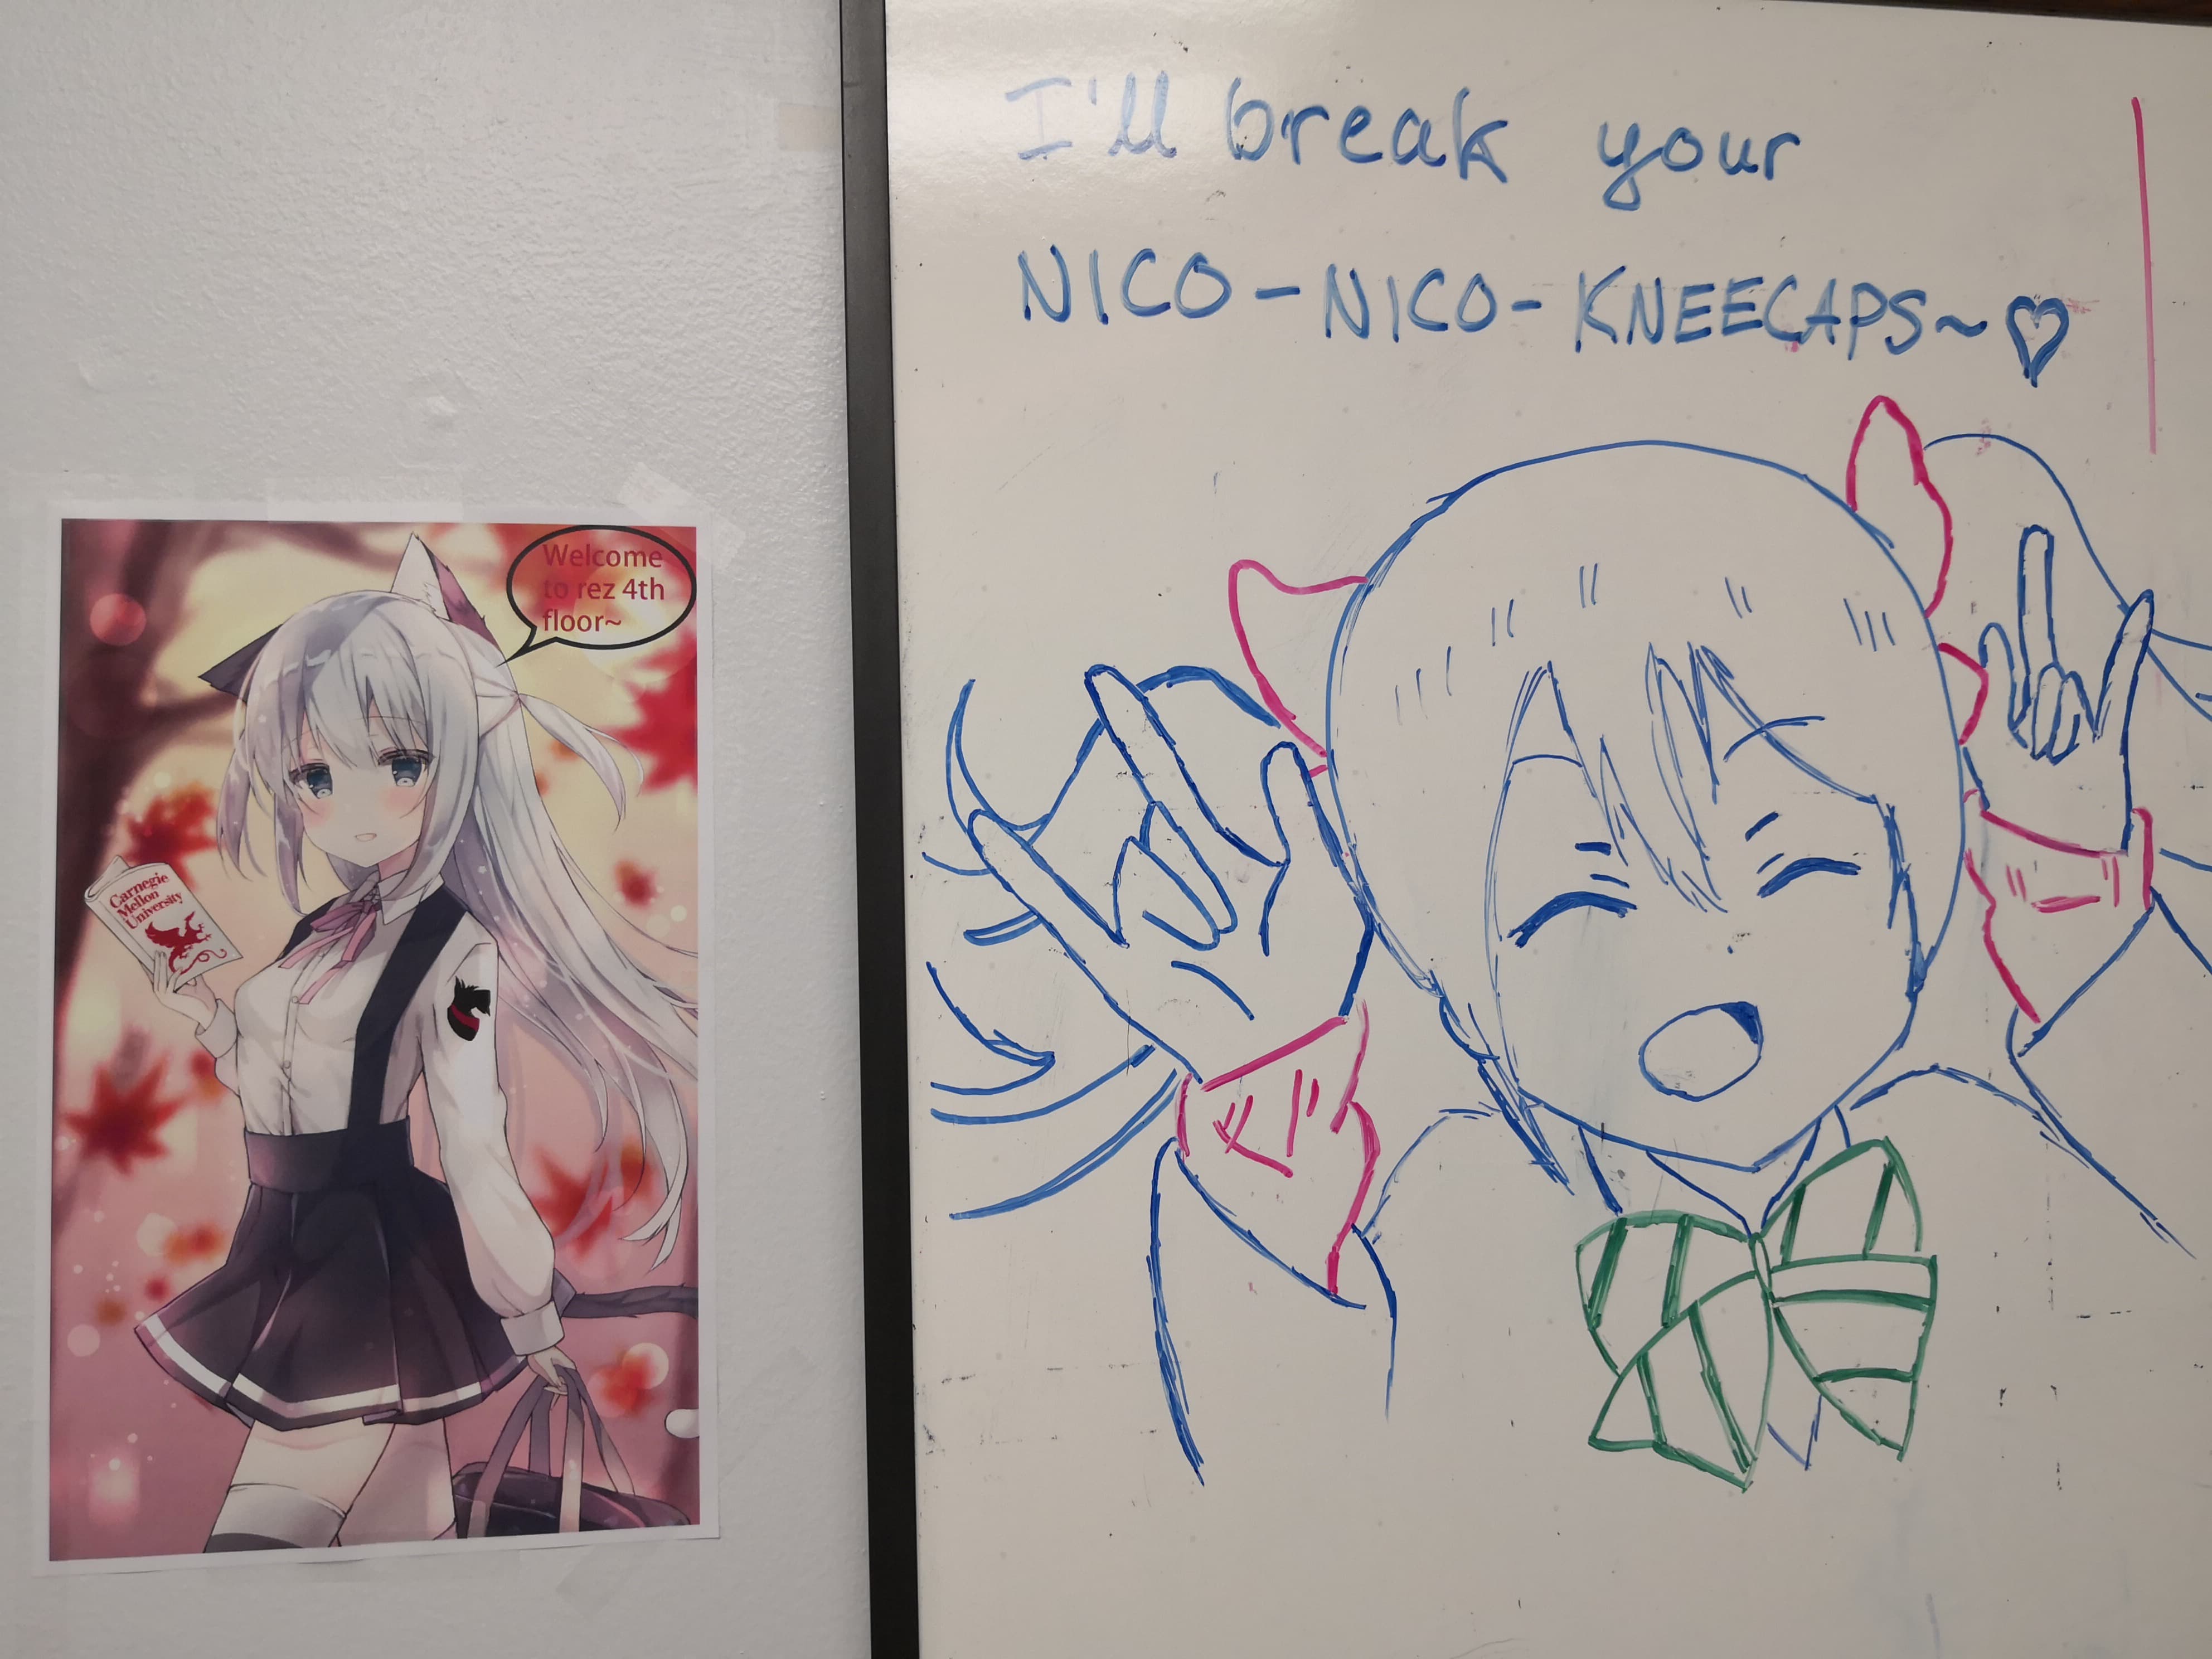 I'll break your
NICO-NICO-KNEECAPS~♡
Welcome
to rez 4th
floor~
Carnegie
Mellon
University